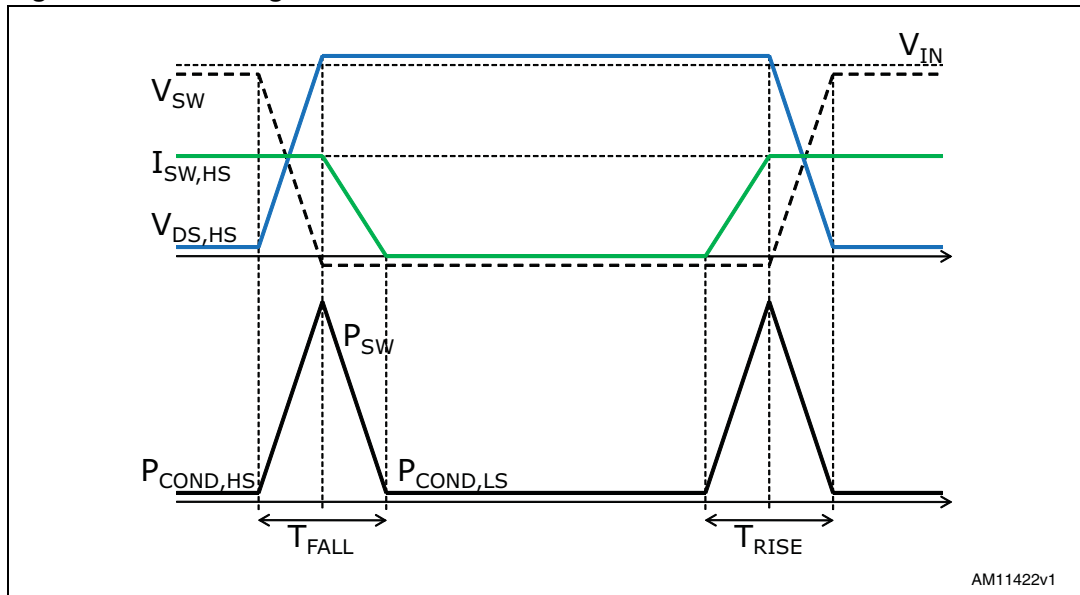 V_IN
V_SW
I_SW,HS
V_DS,HS
P_SW
P_COND,HS
P_COND,LS
T_FALL
T_RISE
AM11422v1